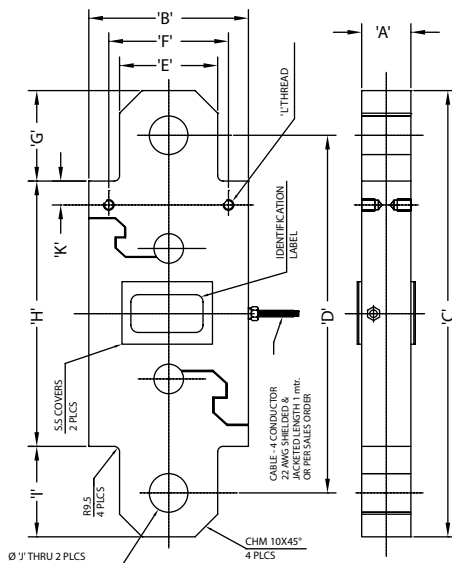 'B'
'F'
'E'
'A'
'L' THREAD
'G'
'K'
IDENTIFICATION
LABEL
'H'
'D'
'C'
S.S COVERS
2 PLCS
CABLE - 4 CONDUCTOR
22 AWG SHIELDED &
JACKETED LENGTH 1 mtr.
OR PER SALES ORDER
R9.5
4 PLCS
'I'
Ø 'J' THRU 2 PLCS
CHM 10X45°
4 PLCS